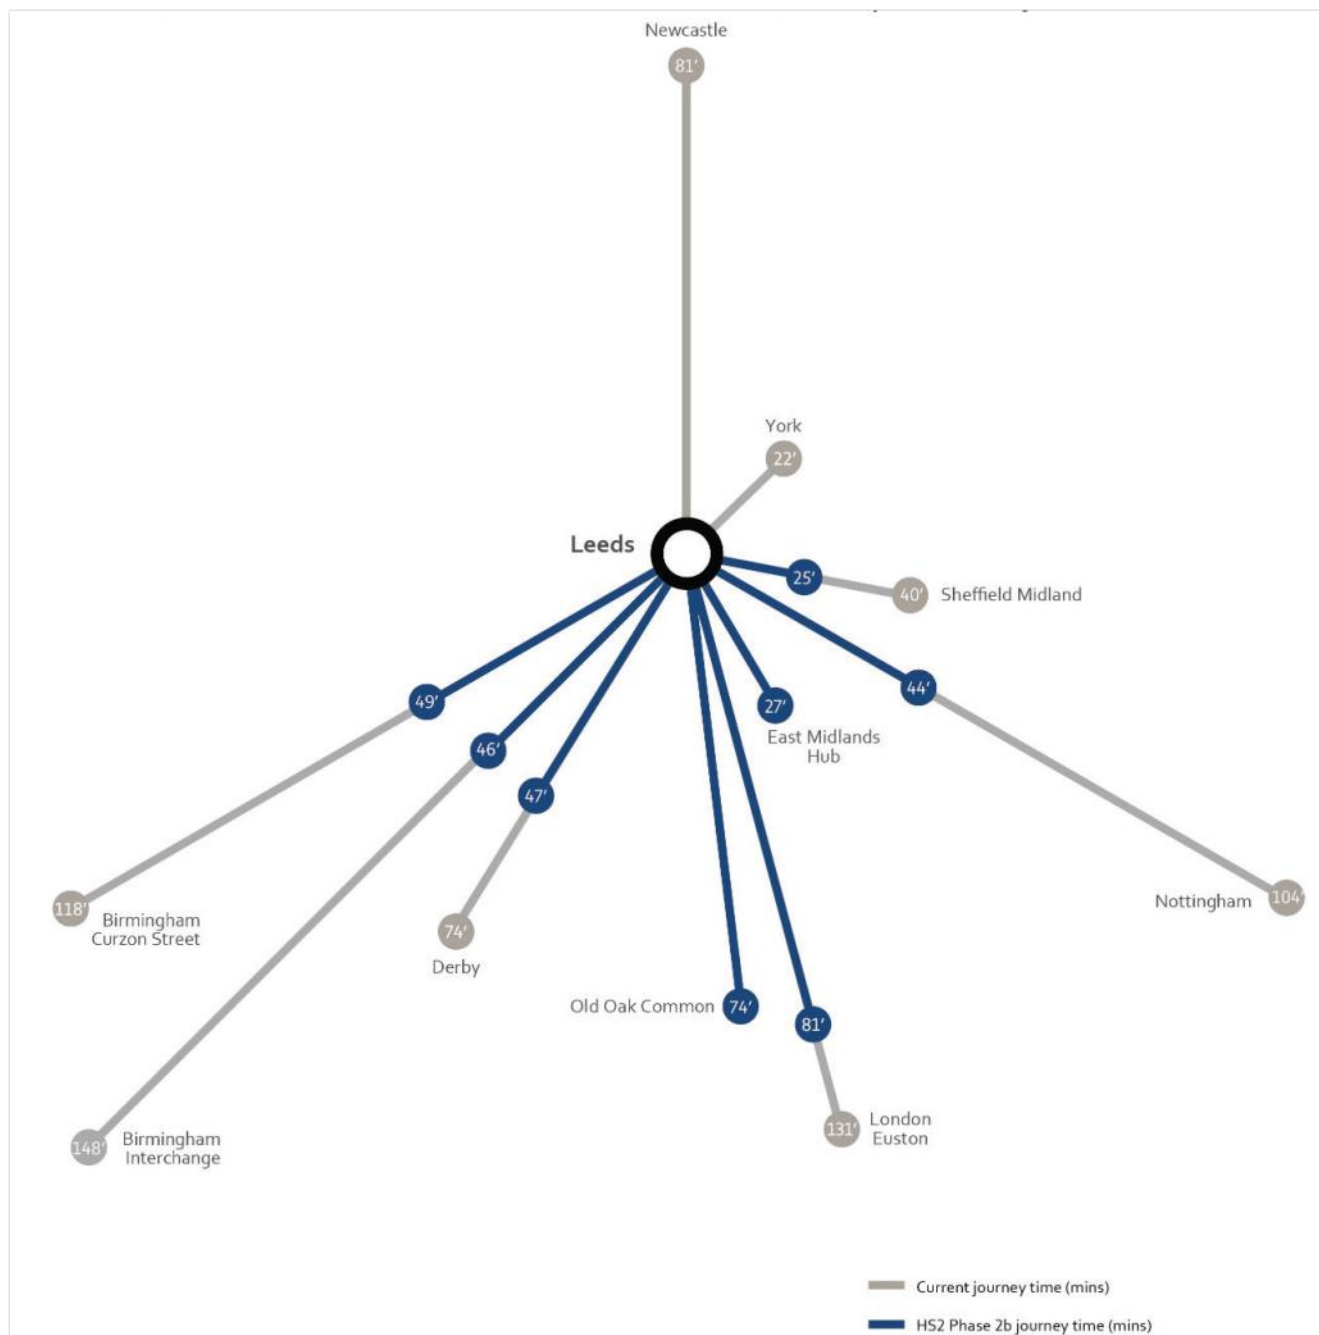 Newcastle
81'
York
22'
Leeds
25'
40'
Sheffield Midland
49'
44'
27'
46'
East Midlands
Hub
47'
118'
Birmingham
Curzon Street
74'
Derby
Nottingham
104'
Old Oak Common
74'
81'
148'
Birmingham
Interchange
131'
London
Euston
Current journey time (mins)
HS2 Phase 2b journey time (mins)